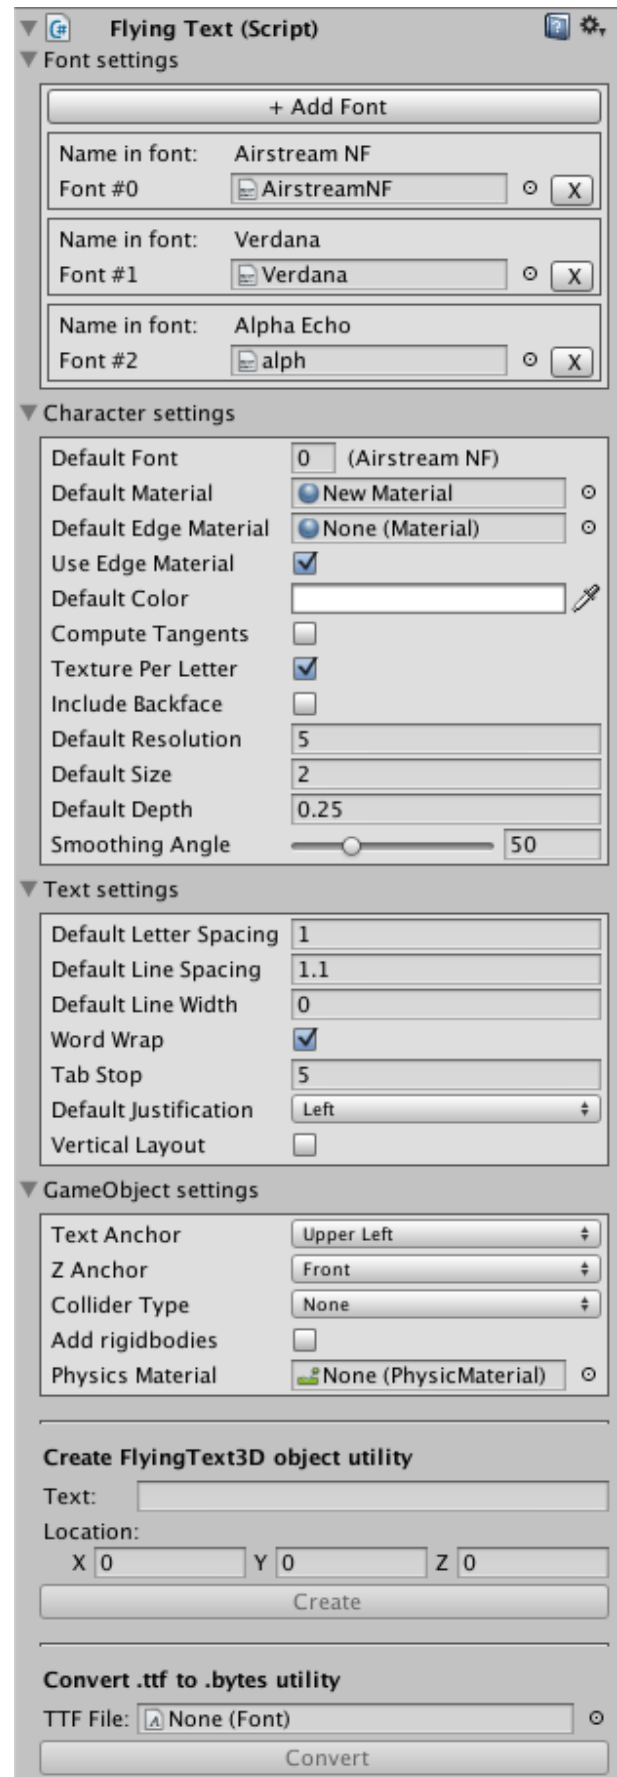 Flying Text (Script)
Font settings
+ Add Font
Name in font: Airstream NF
Font #0 AirstreamNF X
Name in font: Verdana
Font #1 Verdana X
Name in font: Alpha Echo
Font #2 alph X
Character settings
Default Font 0 (Airstream NF)
Default Material New Material
Default Edge Material None (Material)
Use Edge Material
Default Color
Compute Tangents
Texture Per Letter
Include Backface
Default Resolution 5
Default Size 2
Default Depth 0.25
Smoothing Angle 50
Text settings
Default Letter Spacing 1
Default Line Spacing 1.1
Default Line Width 0
Word Wrap
Tab Stop 5
Default Justification Left
Vertical Layout
GameObject settings
Text Anchor Upper Left
Z Anchor Front
Collider Type None
Add rigidbodies
Physics Material None (PhysicMaterial)
Create FlyingText3D object utility
Text:
Location:
X 0 Y 0 Z 0
Create
Convert .ttf to .bytes utility
TTF File: None (Font)
Convert